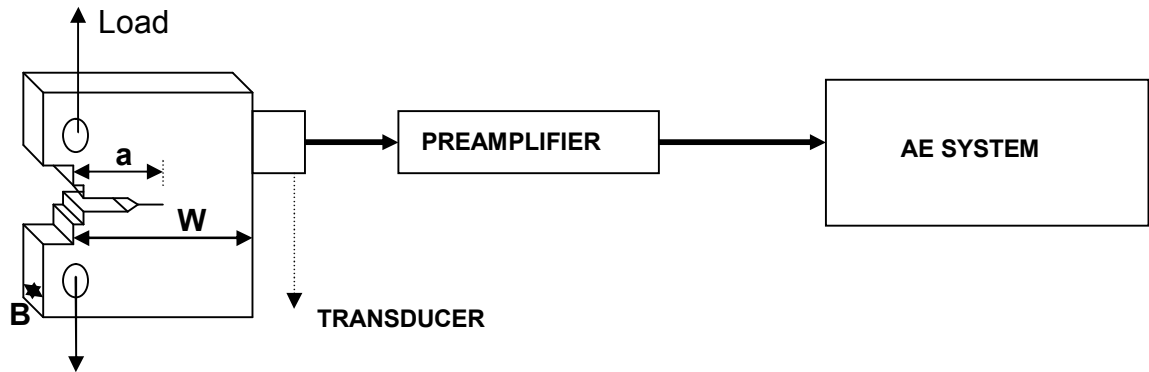 Load
PREAMPLIFIER
AE SYSTEM
a
W
B
TRANSDUCER